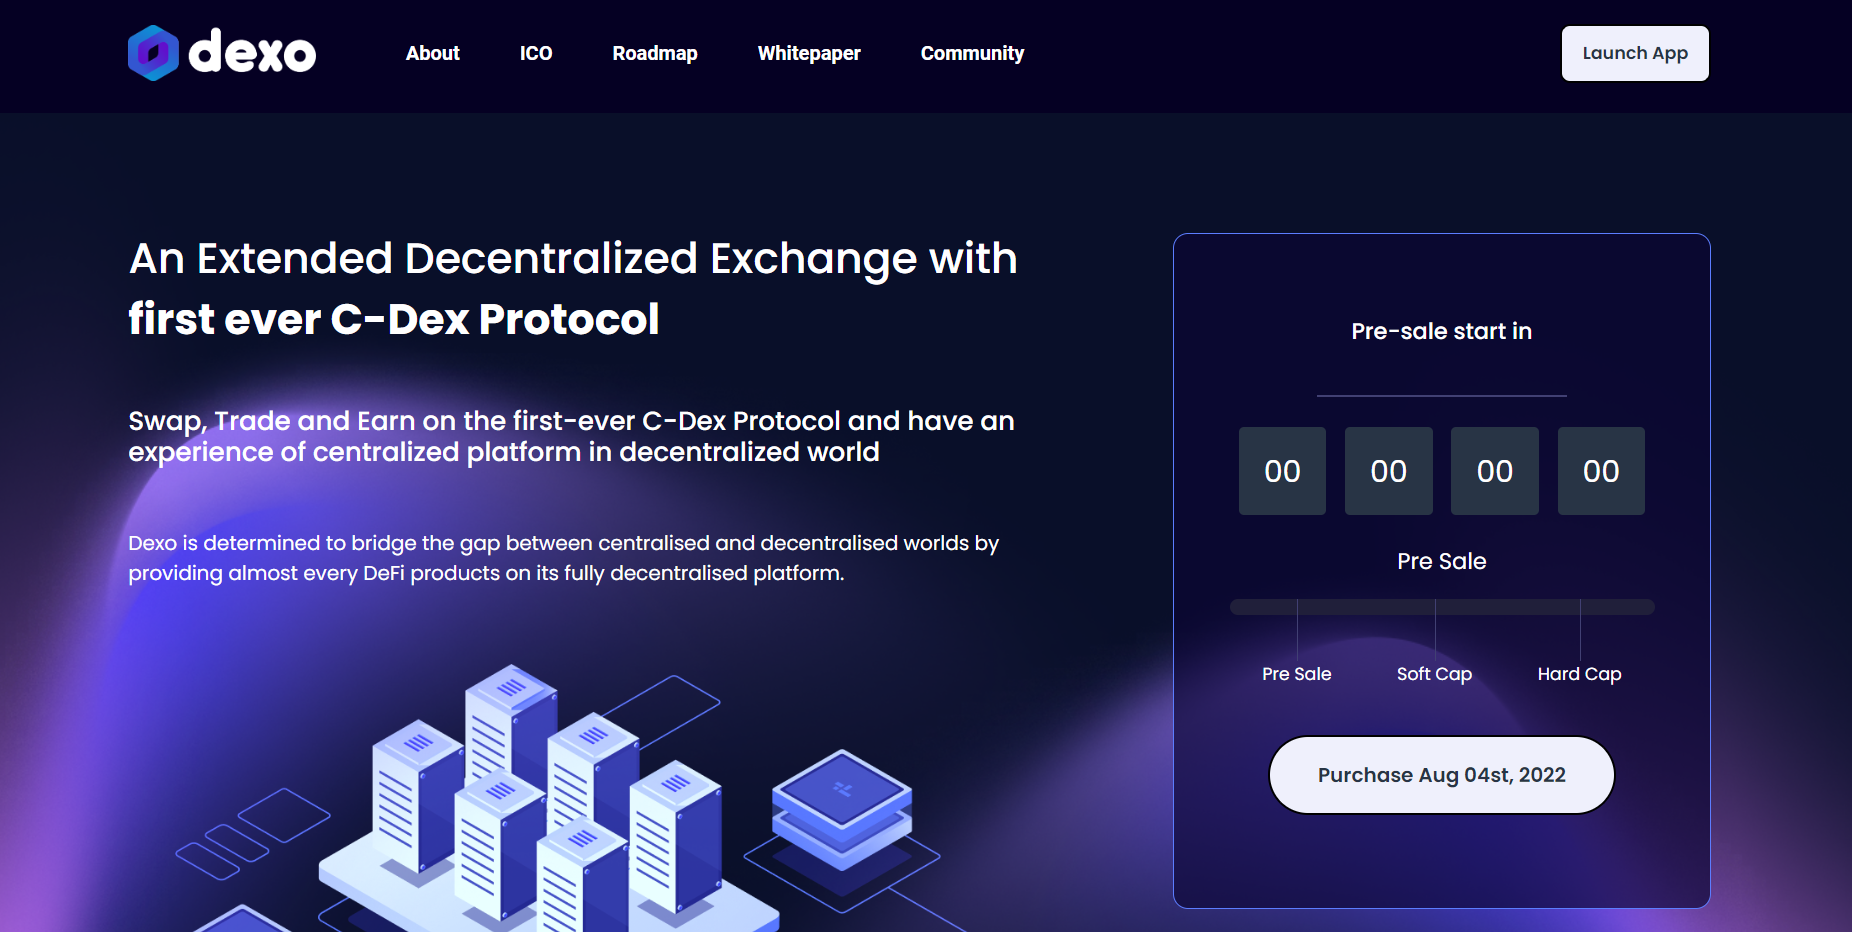 dexo
About
ICO
Roadmap
Whitepaper
Community
Launch App
An Extended Decentralized Exchange with
first ever C-Dex Protocol
Swap, Trade and Earn on the first-ever C-Dex Protocol and have an
experience of centralized platform in decentralized world
Dexo is determined to bridge the gap between centralised and decentralised worlds by
providing almost every DeFi products on its fully decentralised platform.
Pre-sale start in
00 00 00 00
Pre Sale
Pre Sale
Soft Cap
Hard Cap
Purchase Aug 04st, 2022